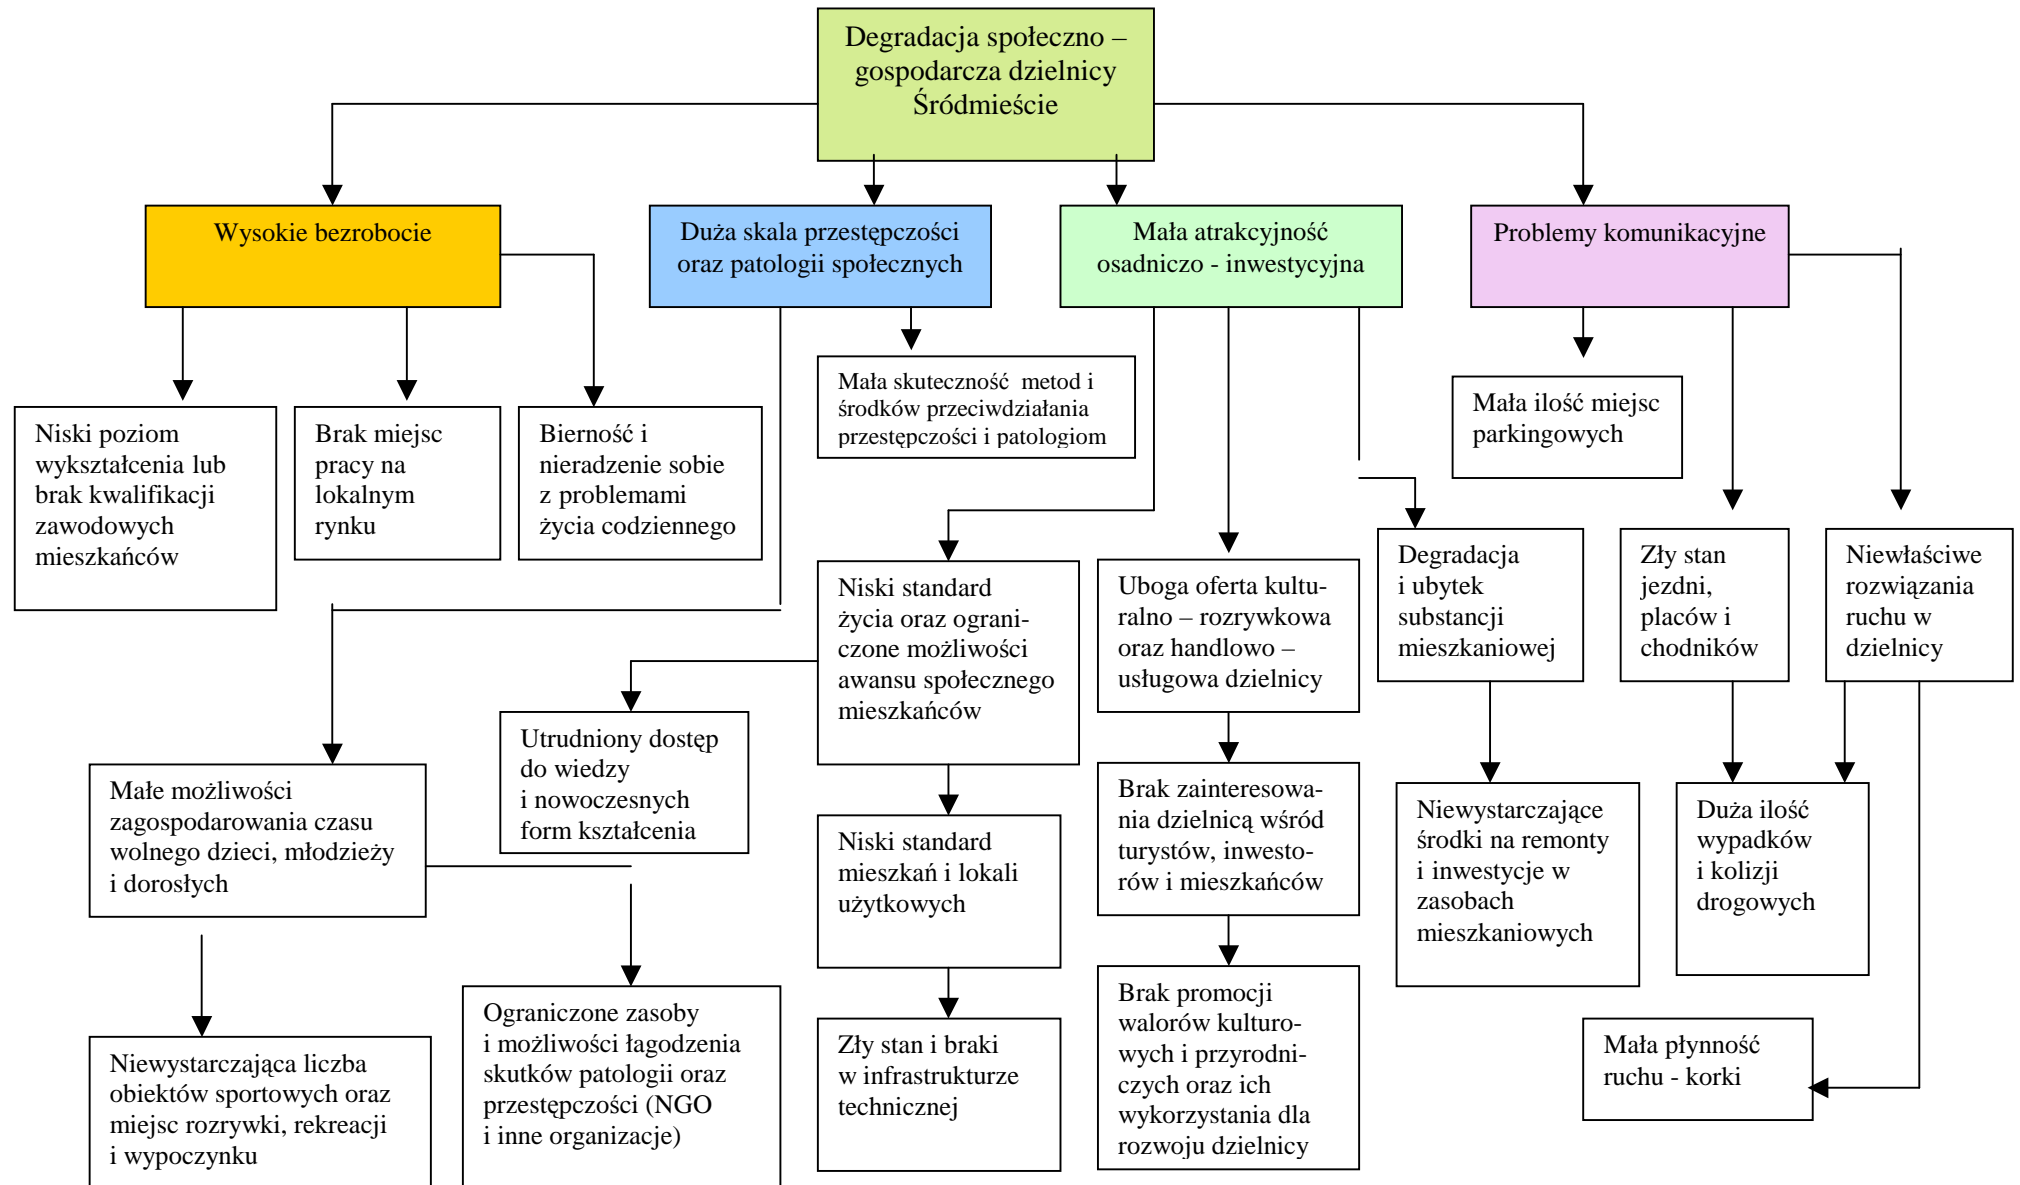 Degradacja społeczno –
gospodarcza dzielnicy
Śródmieście
Wysokie bezrobocie
Duża skala przestępczości
oraz patologii społecznych
Mała atrakcyjność
osadniczo - inwestycyjna
Problemy komunikacyjne
Niski poziom
wykształcenia lub
brak kwalifikacji
zawodowych
mieszkańców
Brak miejsc
pracy na
lokalnym
rynku
Bierność i
nieradzenie sobie
z problemami
życia codziennego
Mała skuteczność  metod i
środków przeciwdziałania
przestępczości i patologiom
Mała ilość miejsc
parkingowych
Niski standard
życia oraz ograni-
czone możliwości
awansu społecznego
mieszkańców
Uboga oferta kultu-
ralno – rozrywkowa
oraz handlowo –
usługowa dzielnicy
Degradacja
i ubytek
substancji
mieszkaniowej
Zły stan
jezdni,
placów i
chodników
Niewłaściwe
rozwiązania
ruchu w
dzielnicy
Utrudniony dostęp
do wiedzy
i nowoczesnych
form kształcenia
Małe możliwości
zagospodarowania czasu
wolnego dzieci, młodzieży
i dorosłych
Niski standard
mieszkań i lokali
użytkowych
Brak zainteresowa-
nia dzielnicą wśród
turystów, inwesto-
rów i mieszkańców
Niewystarczające
środki na remonty
i inwestycje w
zasobach
mieszkaniowych
Duża ilość
wypadków
i kolizji
drogowych
Niewystarczająca liczba
obiektów sportowych oraz
miejsc rozrywki, rekreacji
i wypoczynku
Ograniczone zasoby
i możliwości łagodzenia
skutków patologii oraz
przestępczości (NGO
i inne organizacje)
Zły stan i braki
w infrastrukturze
technicznej
Brak promocji
walorów kulturo-
wych i przyrodni-
czych oraz ich
wykorzystania dla
rozwoju dzielnicy
Mała płynność
ruchu - korki